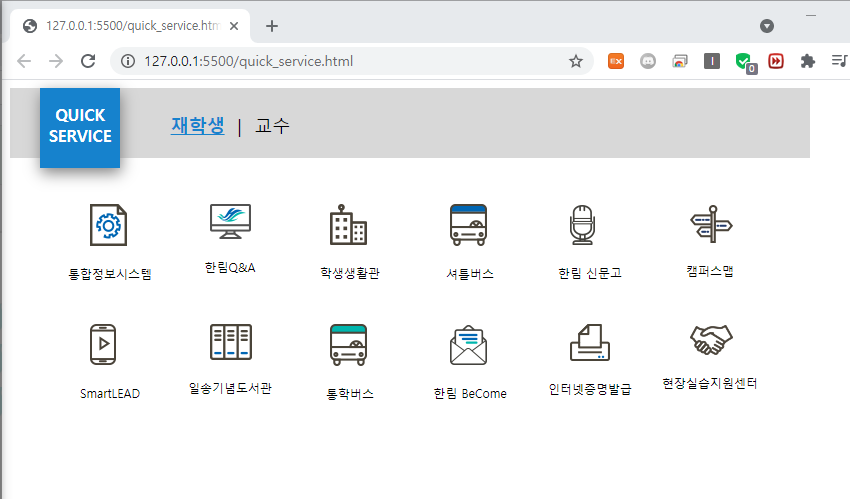 127.0.0.1:5500/quick_service.htm
127.0.0.1:5500/quick_service.html
EX
0
QUICK
SERVICE
재학생 | 교수
통합정보시스템 한림Q&A 학생생활관 셔틀버스 한림 신문고 캠퍼스맵
SmartLEAD 일송기념도서관 통학버스 한림 BeCome 인터넷증명발급 현장실습지원센터